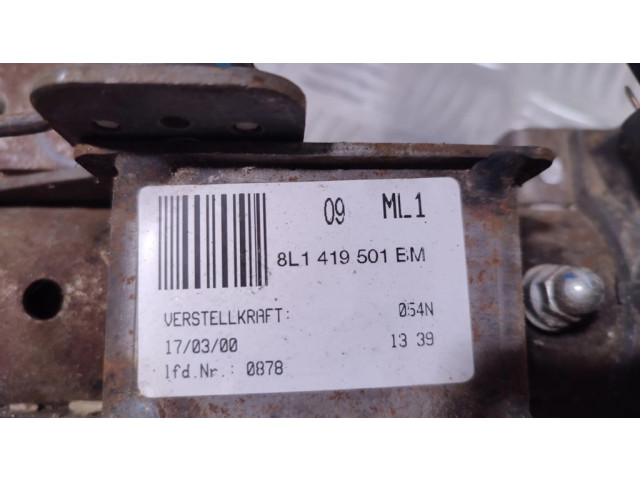 09 ML1
8L1 419 501 BM
VERSTELLKRAFT: 054N
17/03/00 13 39
lfd.Nr.: 0878